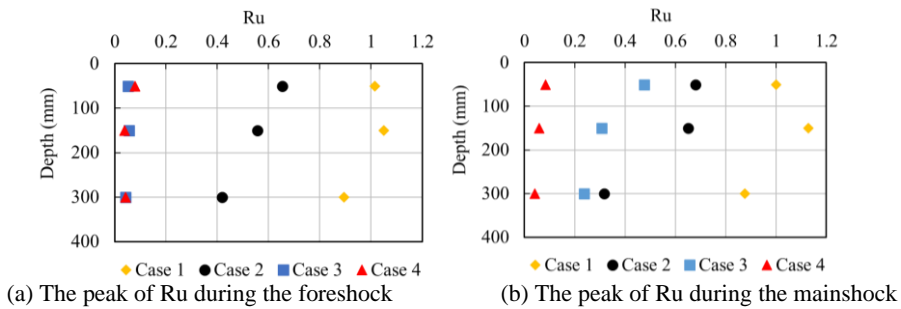 Ru
0 0.2 0.4 0.6 0.8 1 1.2
0
100
200
300
400
Depth (mm)
Case 1 Case 2 Case 3 Case 4
(a) The peak of Ru during the foreshock
Ru
0 0.2 0.4 0.6 0.8 1 1.2
0
100
200
300
400
Depth (mm)
Case 1 Case 2 Case 3 Case 4
(b) The peak of Ru during the mainshock